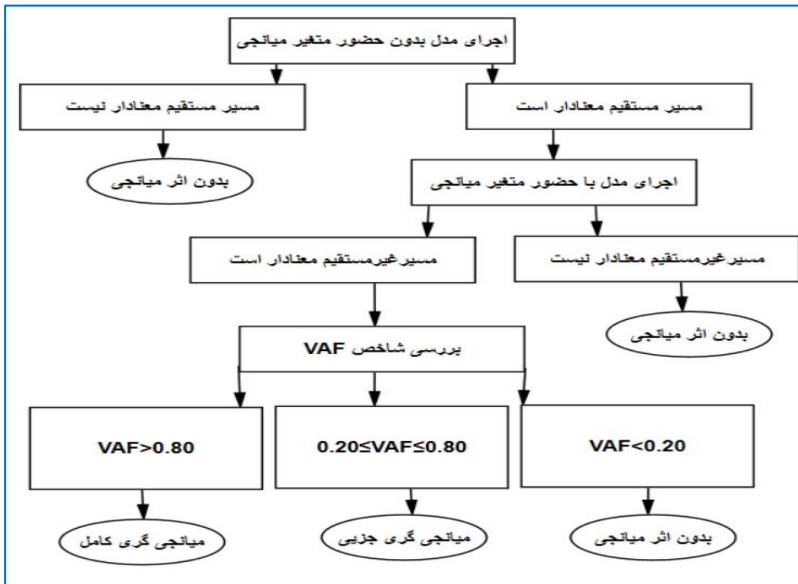 اجرای مدل بدون حضور متغیر میانجی
مسیر مستقیم معنادار است
مسیر مستقیم معنادار نیست
بدون اثر میانجی
اجرای مدل با حضور متغیر میانجی
مسیرغیرمستقیم معنادار نیست
مسیرغیرمستقیم معنادار است
بدون اثر میانجی
بررسی شاخص VAF
VAF<0.20
0.20≤VAF≤0.80
VAF>0.80
بدون اثر میانجی
میانجی گری جزیی
میانجی گری کامل